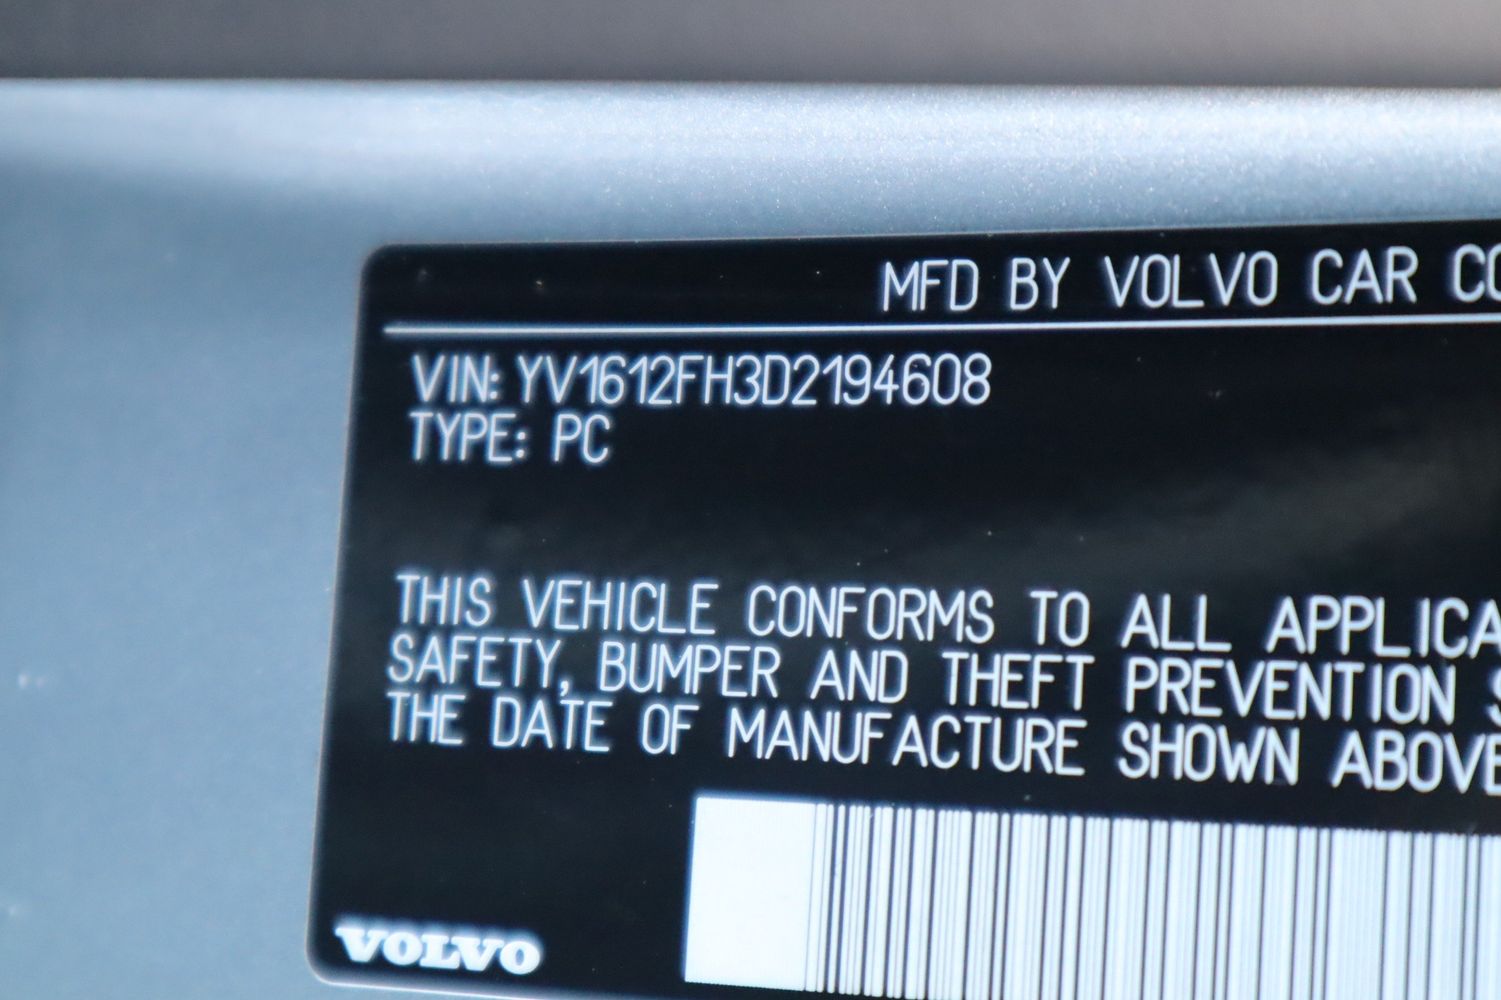 MFD BY VOLVO CAR CO
VIN: YV1612FH3D2194608
TYPE: PC
THIS VEHICLE CONFORMS TO ALL APPLICA
SAFETY, BUMPER AND THEFT PREVENTION S
THE DATE OF MANUFACTURE SHOWN ABOVE
VOLVO